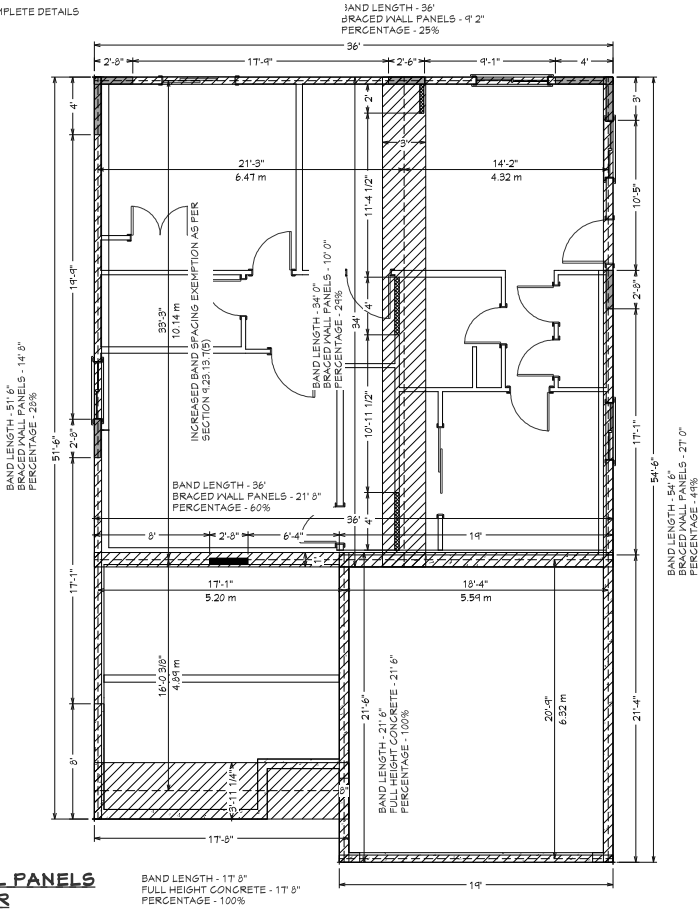 MPLETE DETAILS
BAND LENGTH - 36'
BRACED WALL PANELS - 9' 2"
PERCENTAGE - 25%
36'
2'-8"
17'-9"
2'-6"
9'-1"
4'
4'
2'
3'
3'
21'-3"
6.47 m
14'-2"
4.32 m
11'-4 1/2"
10'-5"
19'-9"
33'-3"
10.14 m
INCREASED BAND SPACING EXEMPTION AS PER
SECTION 9.23.13.7(5)
BAND LENGTH - 34' 0"
BRACED WALL PANELS - 10' 0"
PERCENTAGE - 29%
34'
4'
2'-8"
BAND LENGTH - 51' 6"
BRACED WALL PANELS - 14' 8"
PERCENTAGE - 28%
51'-6"
2'-8"
10'-11 1/2"
17'-1"
54'-6"
BAND LENGTH - 54' 6"
BRACED WALL PANELS - 27' 0"
PERCENTAGE - 49%
BAND LENGTH - 36'
BRACED WALL PANELS - 21' 8"
PERCENTAGE - 60%
4'
36'
8'
2'-8"
6'-4"
19'
1'
17'-1"
17'-1"
5.20 m
18'-4"
5.59 m
16'-0 3/8"
4.89 m
21'-6"
BAND LENGTH - 21' 6"
FULL HEIGHT CONCRETE - 21' 6"
PERCENTAGE - 100%
20'-9"
6.32 m
21'-4"
8'
3'-11 1/4"
8"
17'-8"
19'
L PANELS
R
BAND LENGTH - 17' 8"
FULL HEIGHT CONCRETE - 17' 8"
PERCENTAGE - 100%